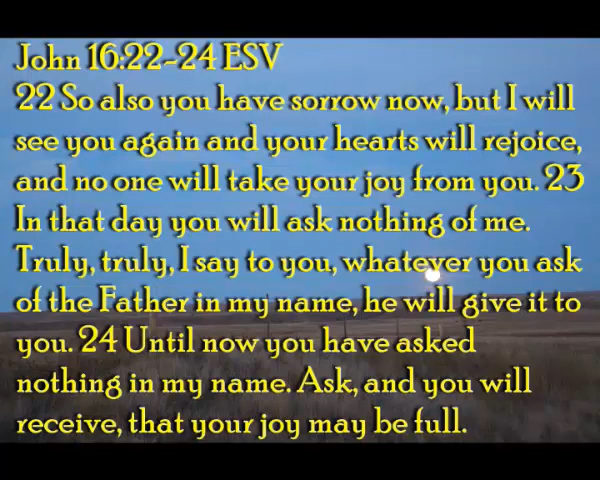 John 16:22-24 ESV
22 So also you have sorrow now, but I will
see you again and your hearts will rejoice,
and no one will take your joy from you. 23
In that day you will ask nothing of me.
Truly, truly, I say to you, whatever you ask
of the Father in my name, he will give it to
you. 24 Until now you have asked
nothing in my name. Ask, and you will
receive, that your joy may be full.